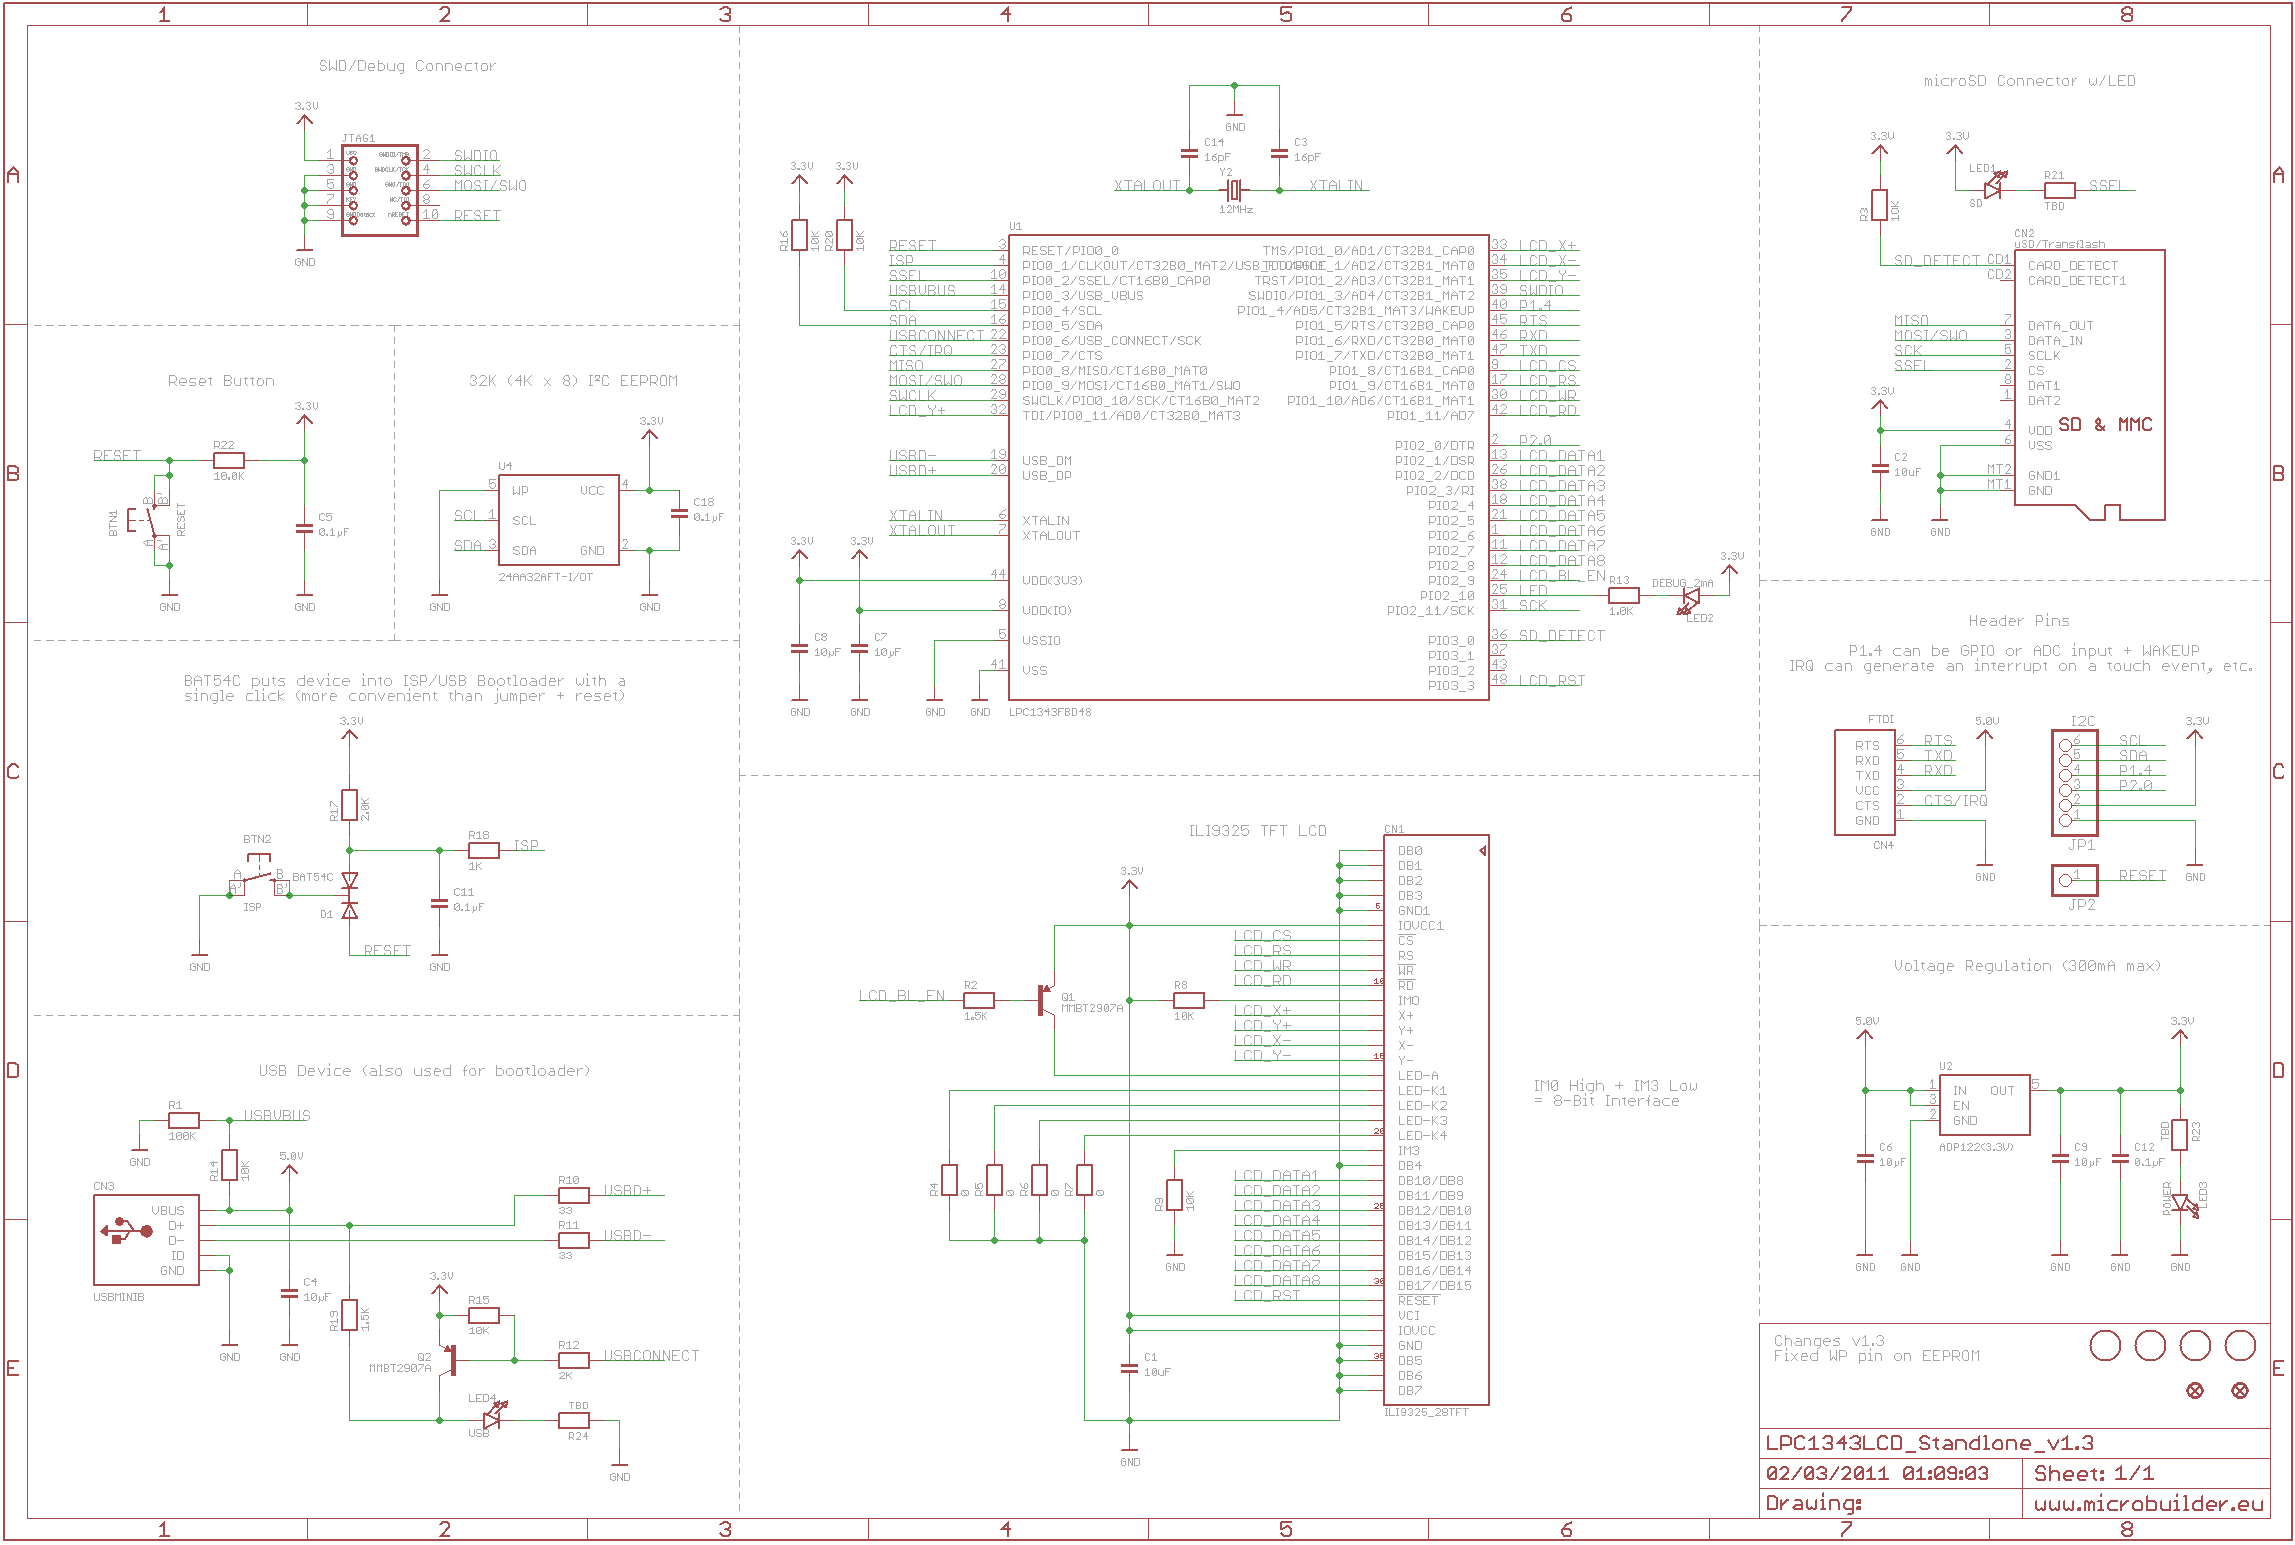 1 2 3 4 5 6 7 8
A
B
C
D
E
SWD/Debug Connector
3.3V
JTAG1
1
3
5
7
9
2 SWDIO
4 SWCLK
6 MOSI/SWO
8
10 RESET
GND
Reset Button
3.3V
RESET
R22
10.0K
BTN1
RESET
B B'
A A'
C5
0.1µF
GND
GND
32K (4K x 8) I²C EEPROM
3.3V
U4
5 WP
SCL 1 SCL
SDA 3 SDA
VCC 4
GND 2
24AA32AFT-I/OT
C18
0.1µF
GND
GND
BAT54C puts device into ISP/USB Bootloader with a
single click (more convenient than jumper + reset)
3.3V
R17
2.0K
BTN2
A
A'
B
B'
ISP
BAT54C
D1
R18
1K
ISP
C11
0.1µF
RESET
GND
GND
USB Device (also used for bootloader)
R1
100K
USBVBUS
GND
R14
10K
5.0V
CN3
VBUS
D+
D-
ID
GND
USBMINIB
R10
33
USBD+
R11
33
USBD-
C4
10µF
R19
1.5K
3.3V
R15
10K
Q2
MMBT2907A
R12
2K
USBCONNECT
LED4
USB
TBD
R24
GND
GND
GND
GND
C14
16pF
C3
16pF
XTALOUT
Y2
12MHz
XTALIN
3.3V
3.3V
R16
10K
R20
10K
U1
RESET 3 RESET/PIO0_0
ISP 4 PIO0_1/CLKOUT/CT32B0_MAT2/USB_
SSEL 10 PIO0_2/SSEL/CT16B0_CAP0
USBVBUS 14 PIO0_3/USB_VBUS
SCL 15 PIO0_4/SCL
SDA 16 PIO0_5/SDA
USBCONNECT 22 PIO0_6/USB_CONNECT/SCK
CTS/IRQ 23 PIO0_7/CTS
MISO 27 PIO0_8/MISO/CT16B0_MAT0
MOSI/SWO 28 PIO0_9/MOSI/CT16B0_MAT1/SWO
SWCLK 29 SWCLK/PIO0_10/SCK/CT16B0_MAT2
LCD_Y+ 32 TDI/PIO0_11/AD0/CT32B0_MAT3
USBD- 19 USB_DM
USBD+ 20 USB_DP
XTALIN 6 XTALIN
XTALOUT 7 XTALOUT
44 VDD(3V3)
8 VDD(IO)
5 VSSIO
41 VSS
3.3V
3.3V
C8
10µF
C7
10µF
GND
GND
GND
GND
LPC1343FBD48
TMS/PIO1_0/AD1/CT32B1_CAP0 33 LCD_X+
_1/AD2/CT32B1_MAT0 34 LCD_X-
TRST/PIO1_2/AD3/CT32B1_MAT1 35 LCD_Y-
SWDIO/PIO1_3/AD4/CT32B1_MAT2 39 SWDIO
PIO1_4/AD5/CT32B1_MAT3/WAKEUP 40 P1.4
PIO1_5/RTS/CT32B0_CAP0 45 RTS
PIO1_6/RXD/CT32B0_MAT0 46 RXD
PIO1_7/TXD/CT32B0_MAT1 47 TXD
PIO1_8/CT16B1_CAP0 9 LCD_CS
PIO1_9/CT16B1_MAT0 17 LCD_RS
PIO1_10/AD6/CT16B1_MAT1 30 LCD_WR
PIO1_11/AD7 42 LCD_RD
PIO2_0/DTR 2 P2.0
PIO2_1/DSR 13 LCD_DATA1
PIO2_2/DCD 26 LCD_DATA2
PIO2_3/RI 38 LCD_DATA3
PIO2_4 18 LCD_DATA4
PIO2_5 21 LCD_DATA5
PIO2_6 1 LCD_DATA6
PIO2_7 11 LCD_DATA7
PIO2_8 12 LCD_DATA8
PIO2_9 24 LCD_BL_EN
PIO2_10 25 LED
PIO2_11/SCK 31 SCK
PIO3_0 36 SD_DETECT
PIO3_1 37
PIO3_2 43
PIO3_3 48 LCD_RST
R13
1.0K
DEBUG_2mA
LED2
3.3V
ILI9325 TFT LCD
CN1
3.3V
DB0
DB1
DB2
DB3
5 GND1
IOVCC1
LCD_CS CS
LCD_RS RS
LCD_WR WR
LCD_RD 10 RD
IM0
LCD_X+ X+
LCD_Y+ Y+
LCD_X- X-
LCD_Y- 15 Y-
LED-A
LED-K1
LED-K2
LED-K3
20 LED-K4
IM3
DB4
LCD_DATA1 DB10/DB8
LCD_DATA2 DB11/DB9
LCD_DATA3 25 DB12/DB10
LCD_DATA4 DB13/DB11
LCD_DATA5 DB14/DB12
LCD_DATA6 DB15/DB13
LCD_DATA7 DB16/DB14
LCD_DATA8 30 DB17/DB15
LCD_RST RESET
VCI
IOVCC
GND
35 DB5
DB6
DB7
ILI9325_28TFT
LCD_BL_EN
R2
1.5K
Q1
MMBT2907A
R8
10K
R4
0
R5
0
R6
0
R7
0
R9
10K
GND
C1
10uF
GND
IM0 High + IM3 Low
= 8-Bit Interface
microSD Connector w/LED
3.3V
3.3V
LED1
SD
R21
TBD
SSEL
R3
10K
CN2
uSD/Transflash
SD_DETECT CD1 CARD_DETECT
CD2 CARD_DETECT1
MISO 7 DATA_OUT
MOSI/SWO 3 DATA_IN
SCK 5 SCLK
SSEL 2 CS
8 DAT1
1 DAT2
4 VDD
6 VSS
MT2 GND1
MT1 GND
SD & MMC
3.3V
C2
10uF
GND
GND
Header Pins
P1.4 can be GPIO or ADC input + WAKEUP
IRQ can generate an interrupt on a touch event, etc.
FTDI
RTS 6 RTS
RXD 5 TXD
TXD 4 RXD
VCC 3
CTS 2 CTS/IRQ
GND 1
CN4
5.0V
GND
I2C
6 SCL
5 SDA
4 P1.4
3 P2.0
2
1
JP1
3.3V
GND
1 RESET
JP2
Voltage Regulation (300mA max)
5.0V
3.3V
U2
1 IN
3 EN
2 GND
OUT 5
ADP122(3.3V)
C6
10µF
C9
10µF
C12
0.1µF
TBD
R23
POWER
LED3
GND
GND
GND
GND
GND
Changes v1.3
Fixed WP pin on EEPROM
LPC1343LCD_Standlone_v1.3
02/03/2011 01:09:03
Sheet: 1/1
Drawing:
www.microbuilder.eu
A
B
C
D
E
1 2 3 4 5 6 7 8